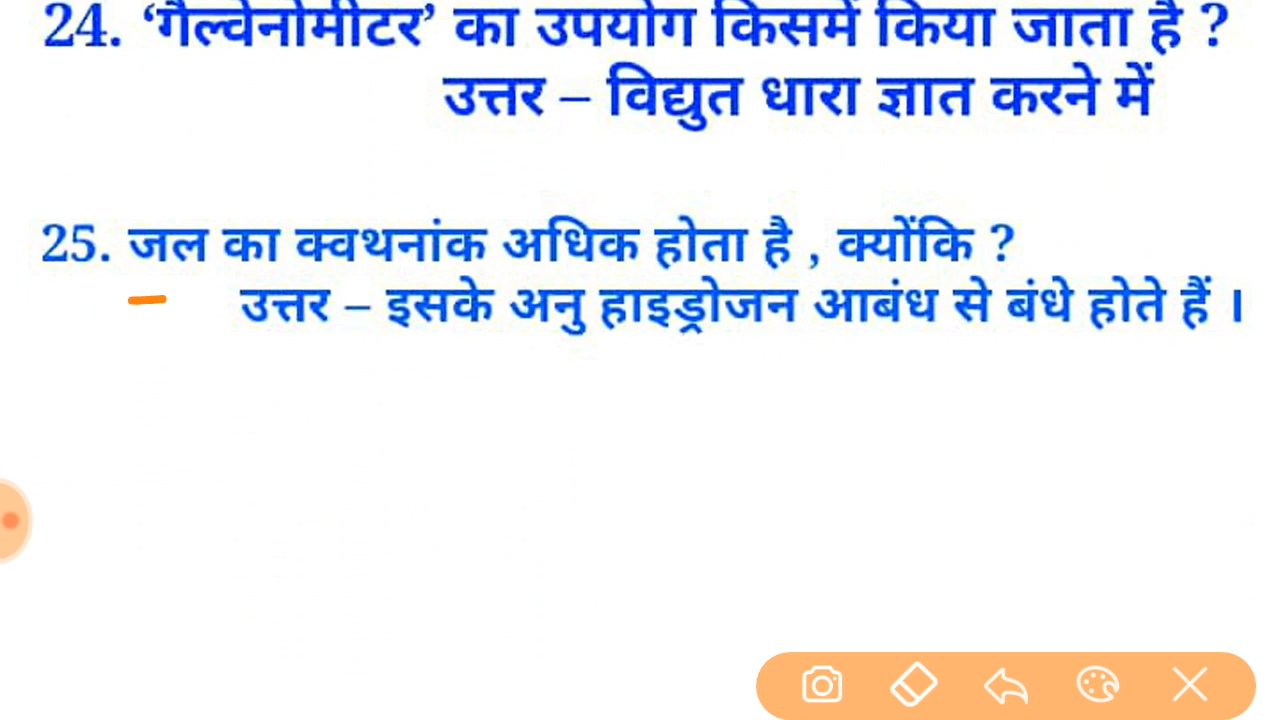 24. ‘गैल्वेनोमीटर’ का उपयोग किसमें किया जाता है ?
उत्तर – विद्युत धारा ज्ञात करने में
25. जल का क्वथनांक अधिक होता है , क्योंकि ?
उत्तर – इसके अनु हाइड्रोजन आबंध से बंधे होते हैं ।